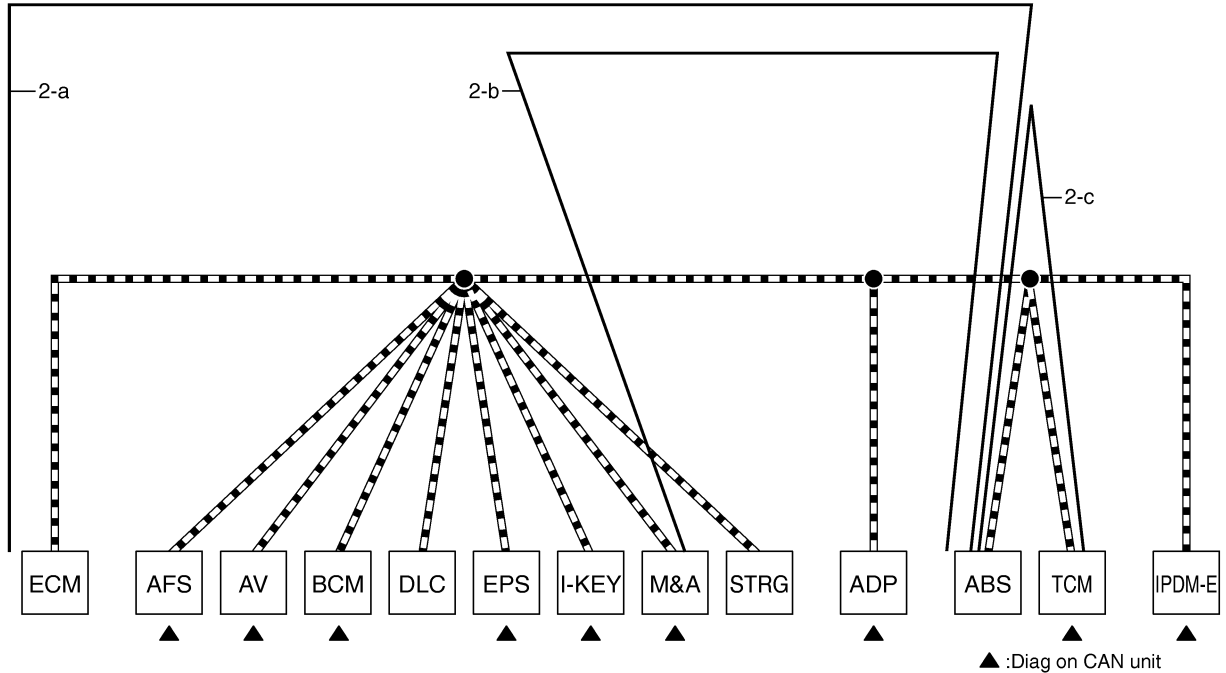 2-a
2-b
2-c
ECM AFS AV BCM DLC EPS I-KEY M&A STRG ADP ABS TCM IPDM-E
:Diag on CAN unit